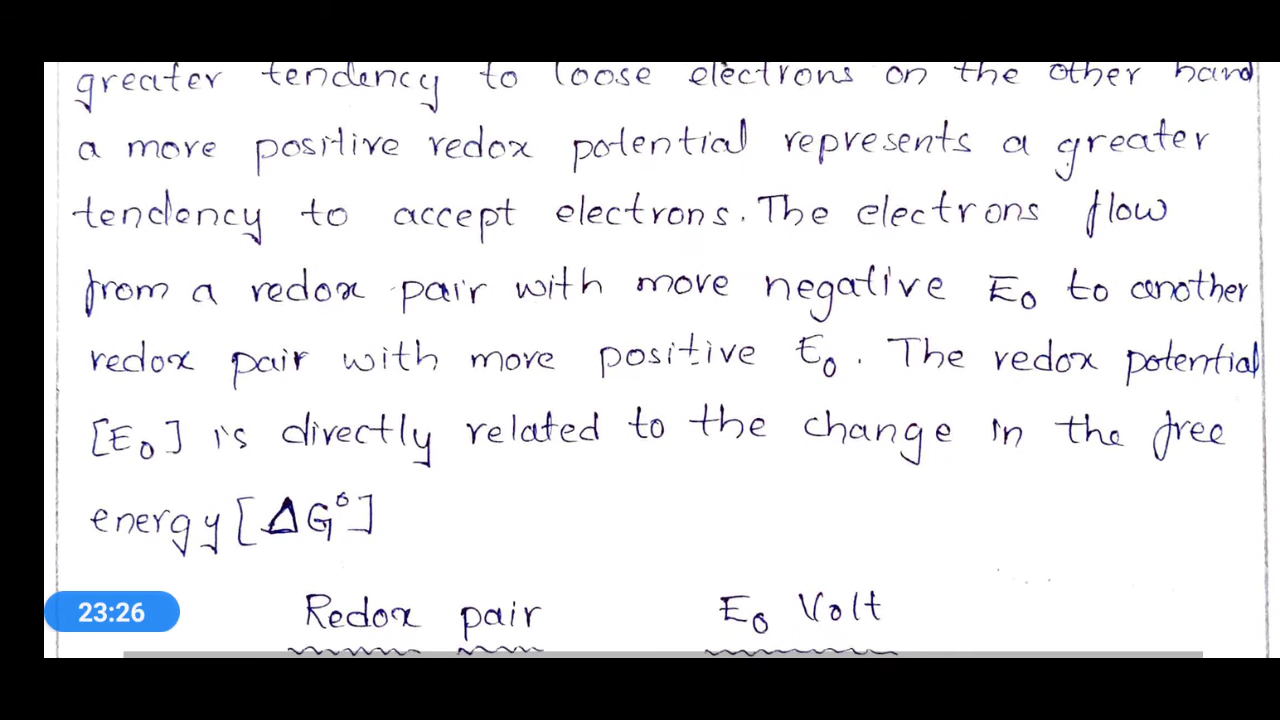 greater tendency to loose electrons on the other hand
a more positive redox potential represents a greater
tendency to accept electrons. The electrons flow
from a redox pair with more negative E₀ to another
redox pair with more positive E₀. The redox potential
[E₀] is directly related to the change in the free
energy [ΔG°]
23:26
Redox pair E₀ Volt